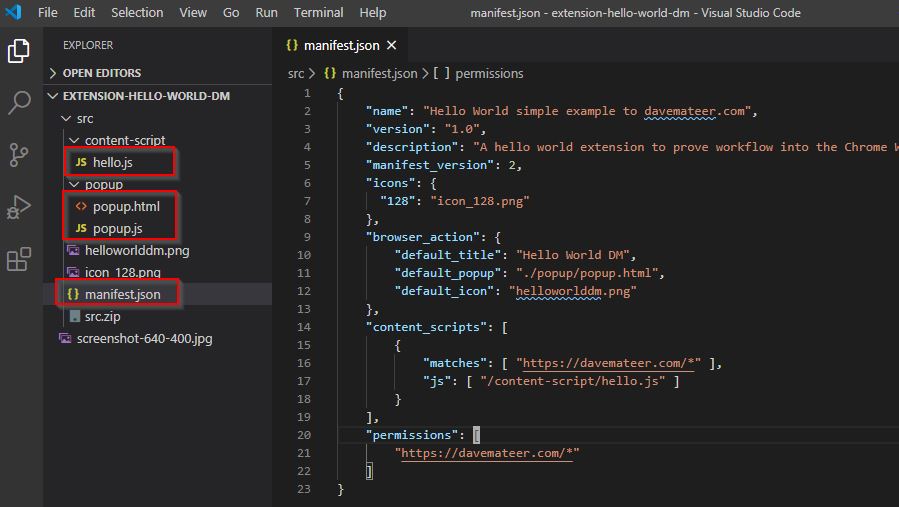 File Edit Selection View Go Run Terminal Help manifest.json - extension-hello-world-dm - Visual Studio Code
EXPLORER
OPEN EDITORS
EXTENSION-HELLO-WORLD-DM
src
content-script
JS hello.js
popup
<> popup.html
JS popup.js
helloworlddm.png
icon_128.png
{} manifest.json
src.zip
screenshot-640-400.jpg
{} manifest.json ×
src > {} manifest.json > [ ] permissions
1 {
2 "name": "Hello World simple example to davemateer.com",
3 "version": "1.0",
4 "description": "A hello world extension to prove workflow into the Chrome W
5 "manifest_version": 2,
6 "icons": {
7 "128": "icon_128.png"
8 },
9 "browser_action": {
10 "default_title": "Hello World DM",
11 "default_popup": "./popup/popup.html",
12 "default_icon": "helloworlddm.png"
13 },
14 "content_scripts": [
15 {
16 "matches": [ "https://davemateer.com/*" ],
17 "js": [ "/content-script/hello.js" ]
18 }
19 ],
20 "permissions": [
21 "https://davemateer.com/*"
22 ]
23 }